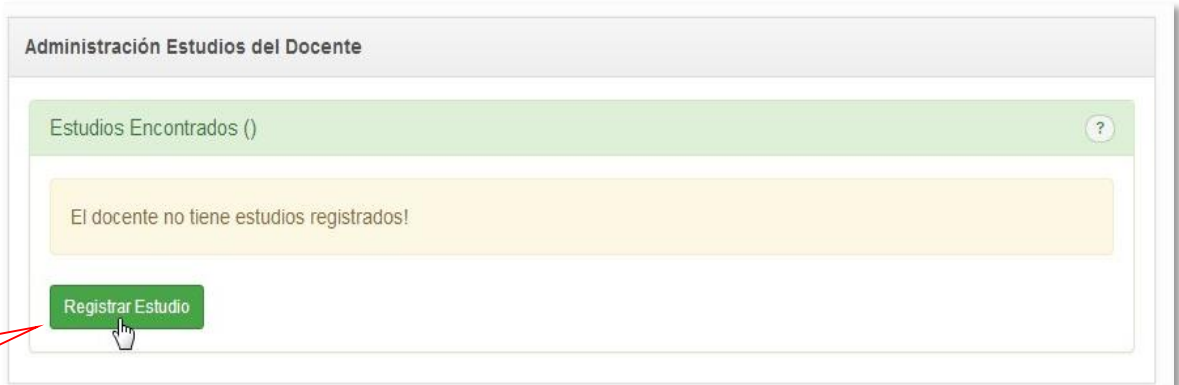 Administración Estudios del Docente
Estudios Encontrados ()
?
El docente no tiene estudios registrados!
Registrar Estudio